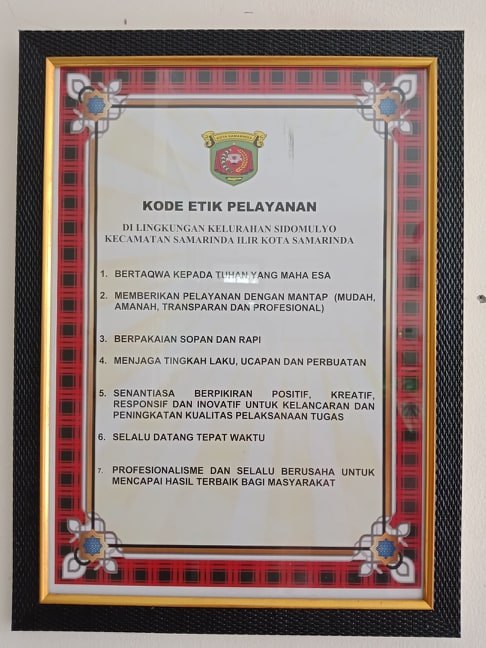 KOTA SAMARINDA
KODE ETIK PELAYANAN
DI LINGKUNGAN KELURAHAN SIDOMULYO
KECAMATAN SAMARINDA ILIR KOTA SAMARINDA
1. BERTAQWA KEPADA TUHAN YANG MAHA ESA
2. MEMBERIKAN PELAYANAN DENGAN MANTAP (MUDAH,
AMANAH, TRANSPARAN DAN PROFESIONAL)
3. BERPAKAIAN SOPAN DAN RAPI
4. MENJAGA TINGKAH LAKU, UCAPAN DAN PERBUATAN
5. SENANTIASA BERPIKIRAN POSITIF, KREATIF,
RESPONSIF DAN INOVATIF UNTUK KELANCARAN DAN
PENINGKATAN KUALITAS PELAKSANAAN TUGAS
6. SELALU DATANG TEPAT WAKTU
7. PROFESIONALISME DAN SELALU BERUSAHA UNTUK
MENCAPAI HASIL TERBAIK BAGI MASYARAKAT